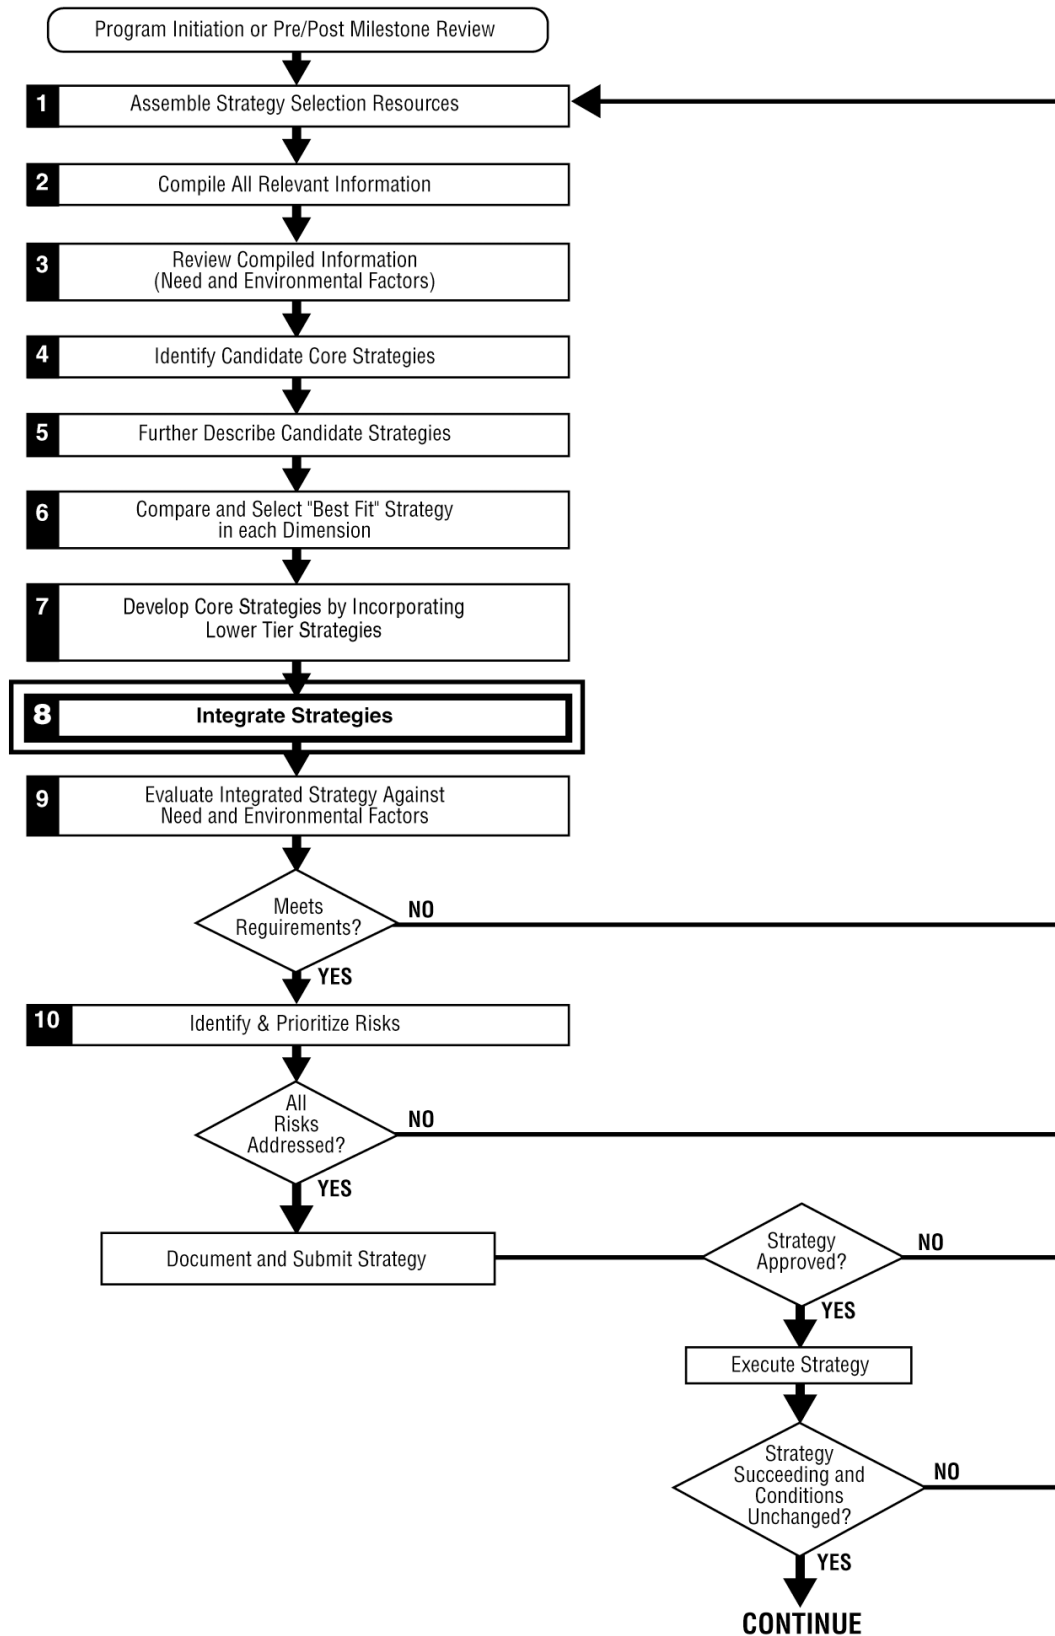 Program Initiation or Pre/Post Milestone Review
1 Assemble Strategy Selection Resources
2 Compile All Relevant Information
3 Review Compiled Information
(Need and Environmental Factors)
4 Identify Candidate Core Strategies
5 Further Describe Candidate Strategies
6 Compare and Select "Best Fit" Strategy
in each Dimension
7 Develop Core Strategies by Incorporating
Lower Tier Strategies
8 Integrate Strategies
9 Evaluate Integrated Strategy Against
Need and Environmental Factors
Meets
Reguirements?
NO
YES
10 Identify & Prioritize Risks
All
Risks
Addressed?
NO
YES
Document and Submit Strategy
Strategy
Approved?
NO
YES
Execute Strategy
Strategy
Succeeding and
Conditions
Unchanged?
NO
YES
CONTINUE